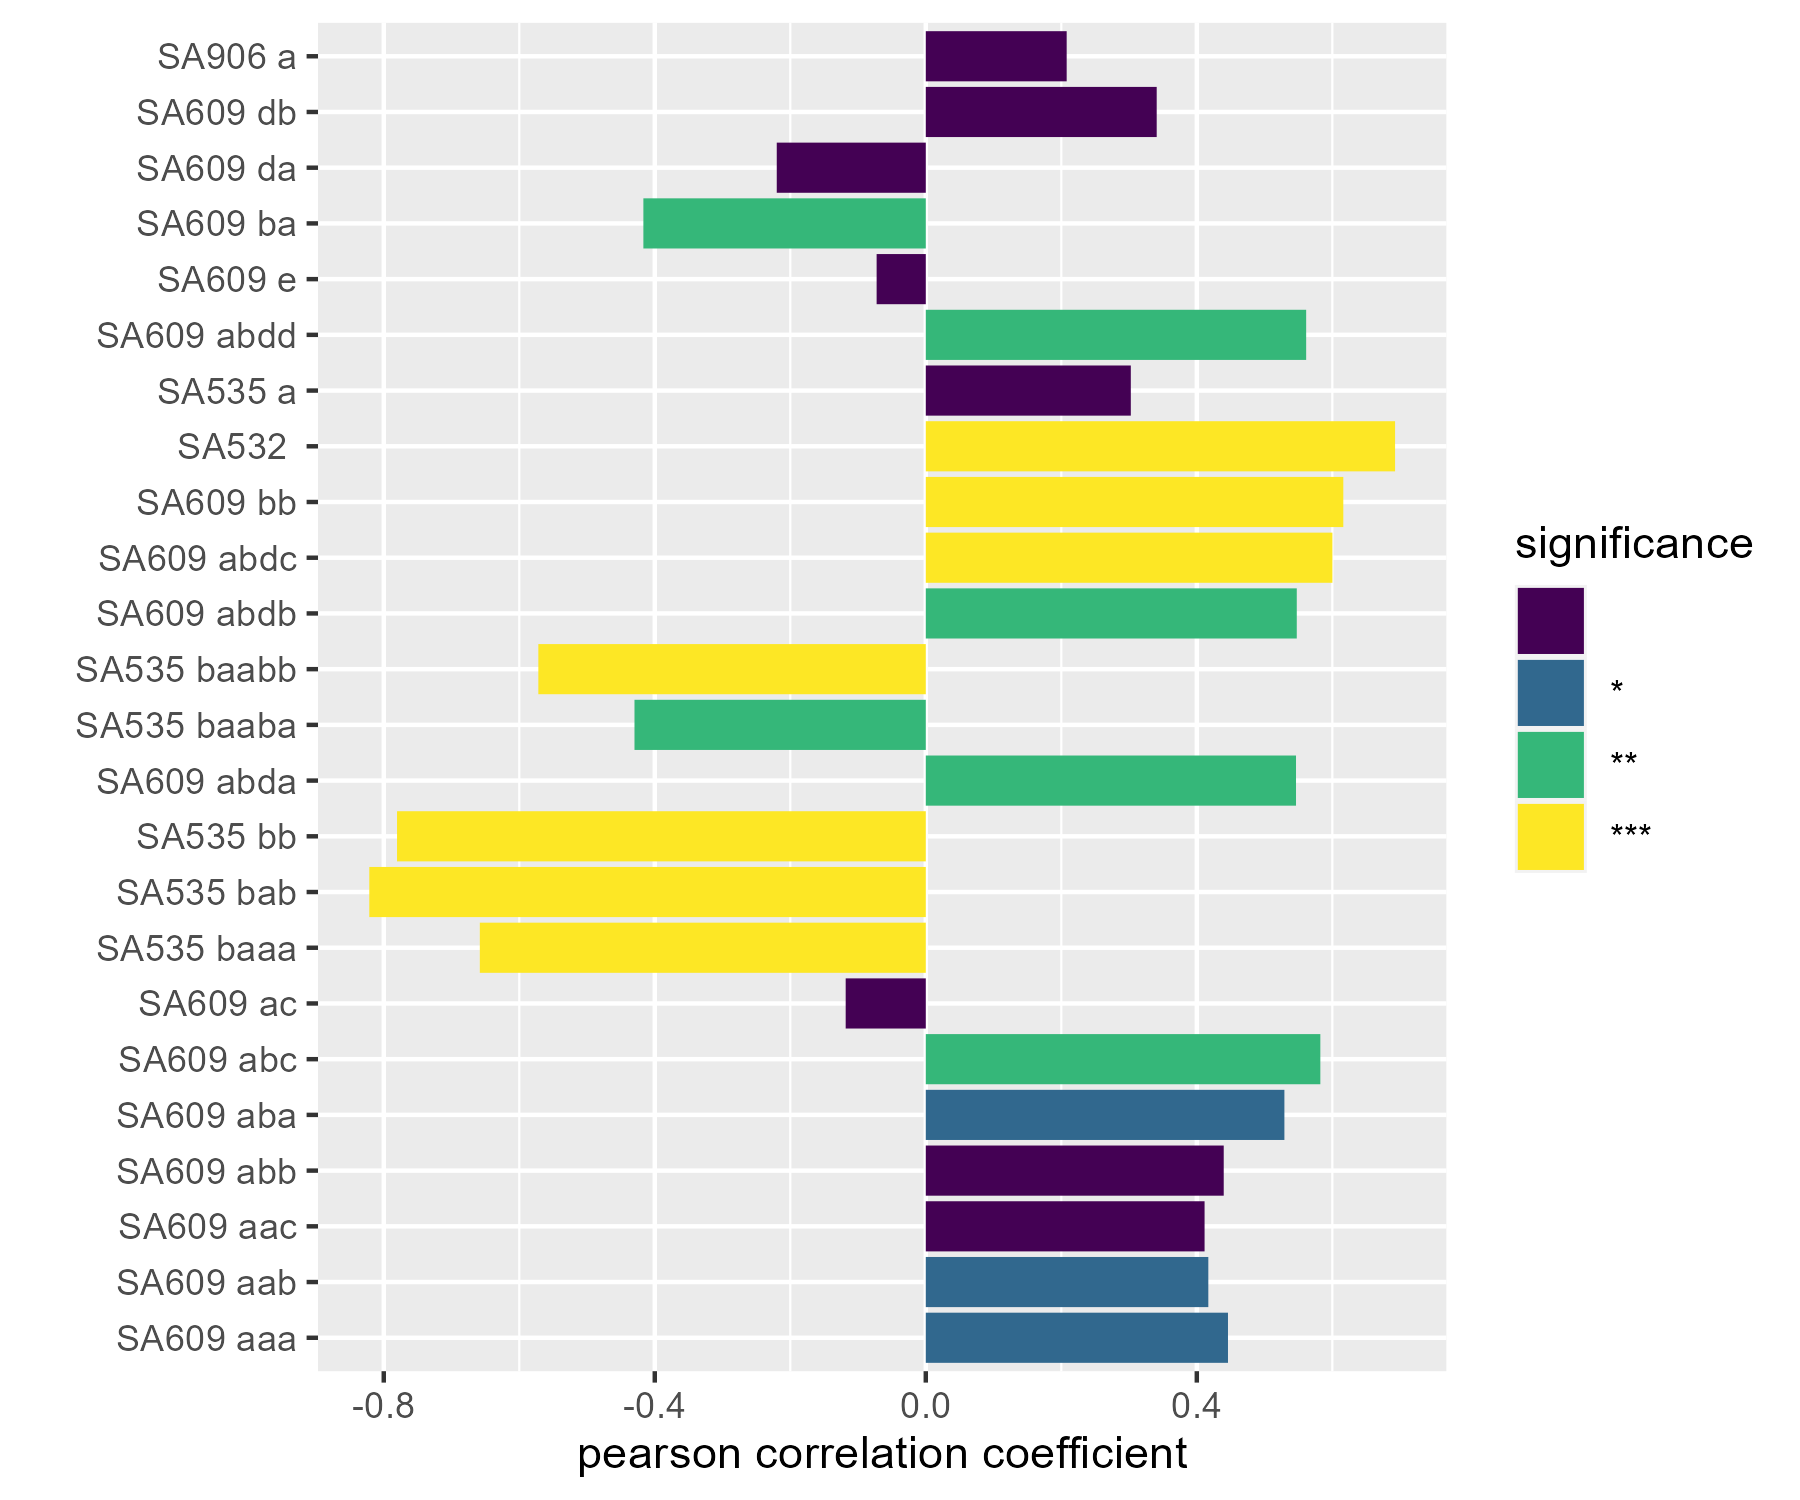 SA906 a
SA609 db
SA609 da
SA609 ba
SA609 e
SA609 abdd
SA535 a
SA532
SA609 bb
SA609 abdc
SA609 abdb
SA535 baabb
SA535 baaba
SA609 abda
SA535 bb
SA535 bab
SA535 baaa
SA609 ac
SA609 abc
SA609 aba
SA609 abb
SA609 aac
SA609 aab
SA609 aaa
-0.8 -0.4 0.0 0.4
pearson correlation coefficient
significance
*
**
***